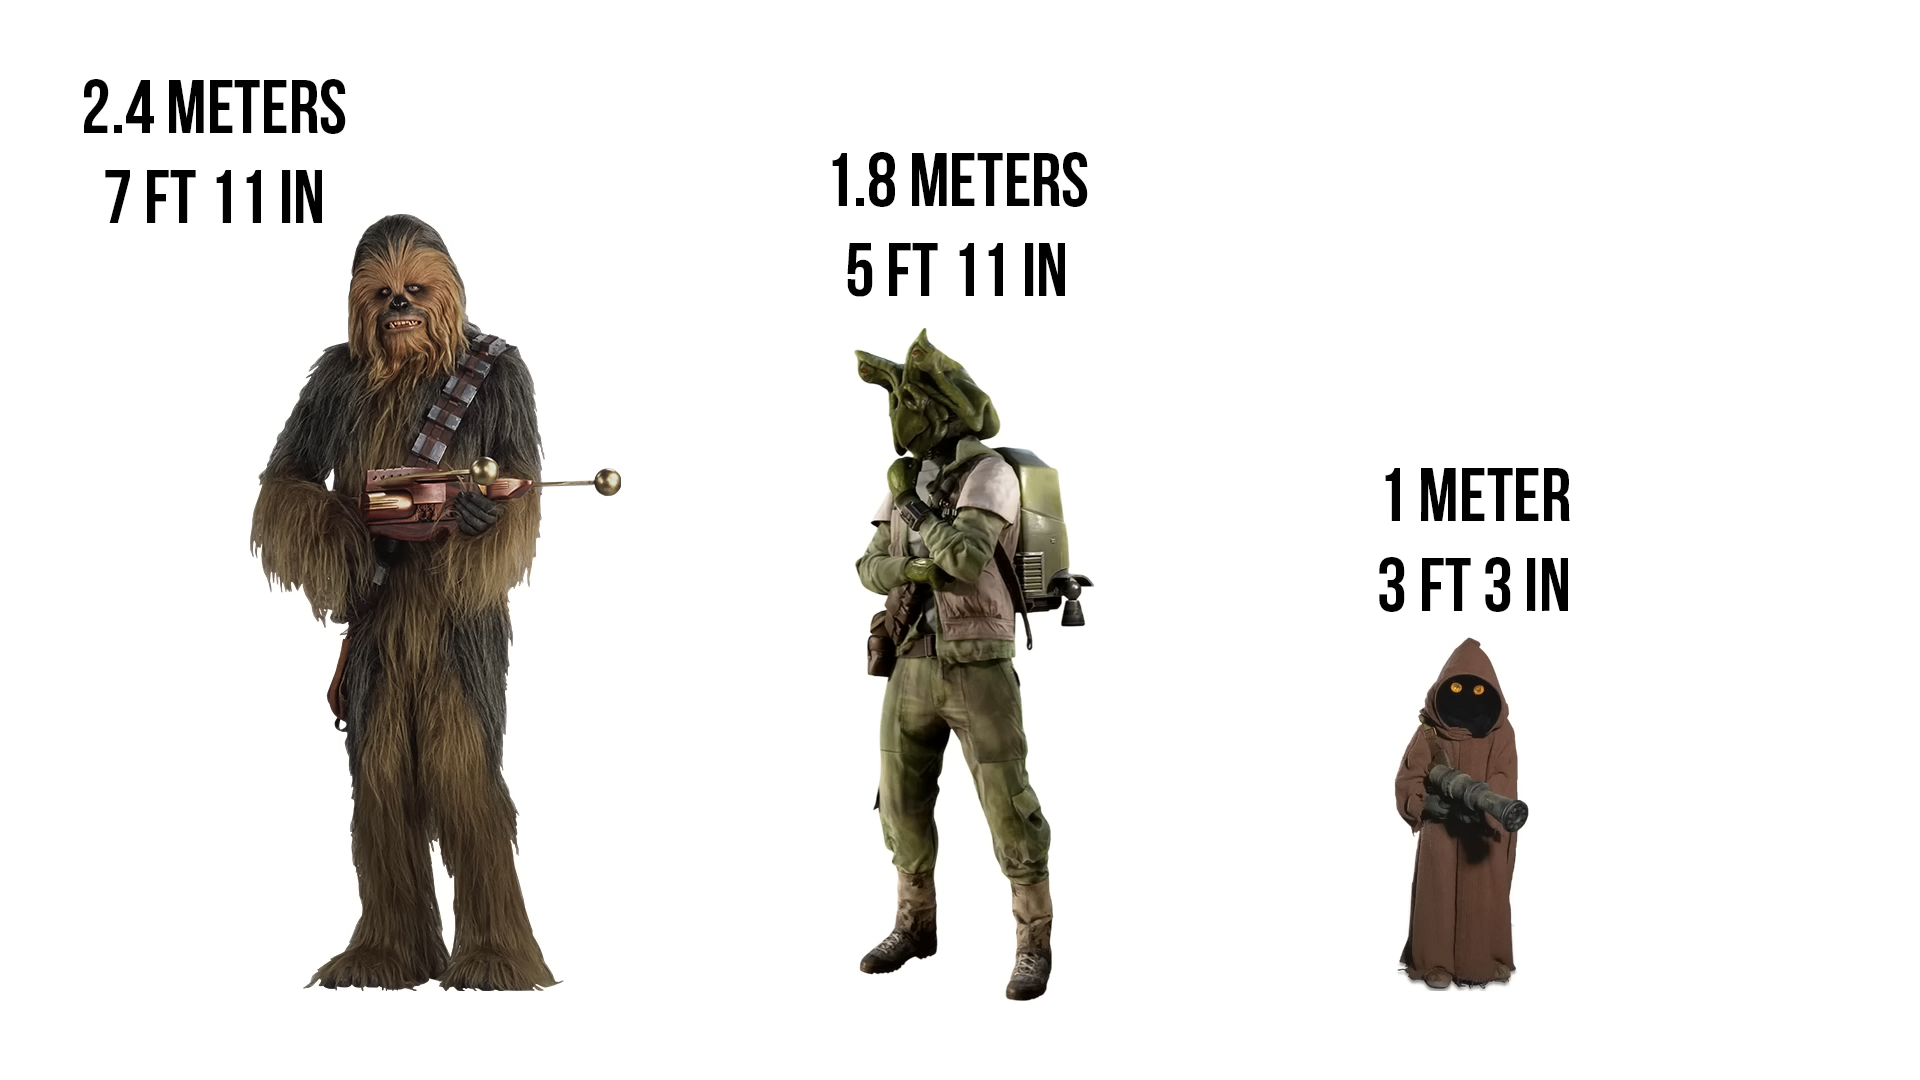 2.4 METERS
7 FT 11 IN
1.8 METERS
5 FT 11 IN
1 METER
3 FT 3 IN